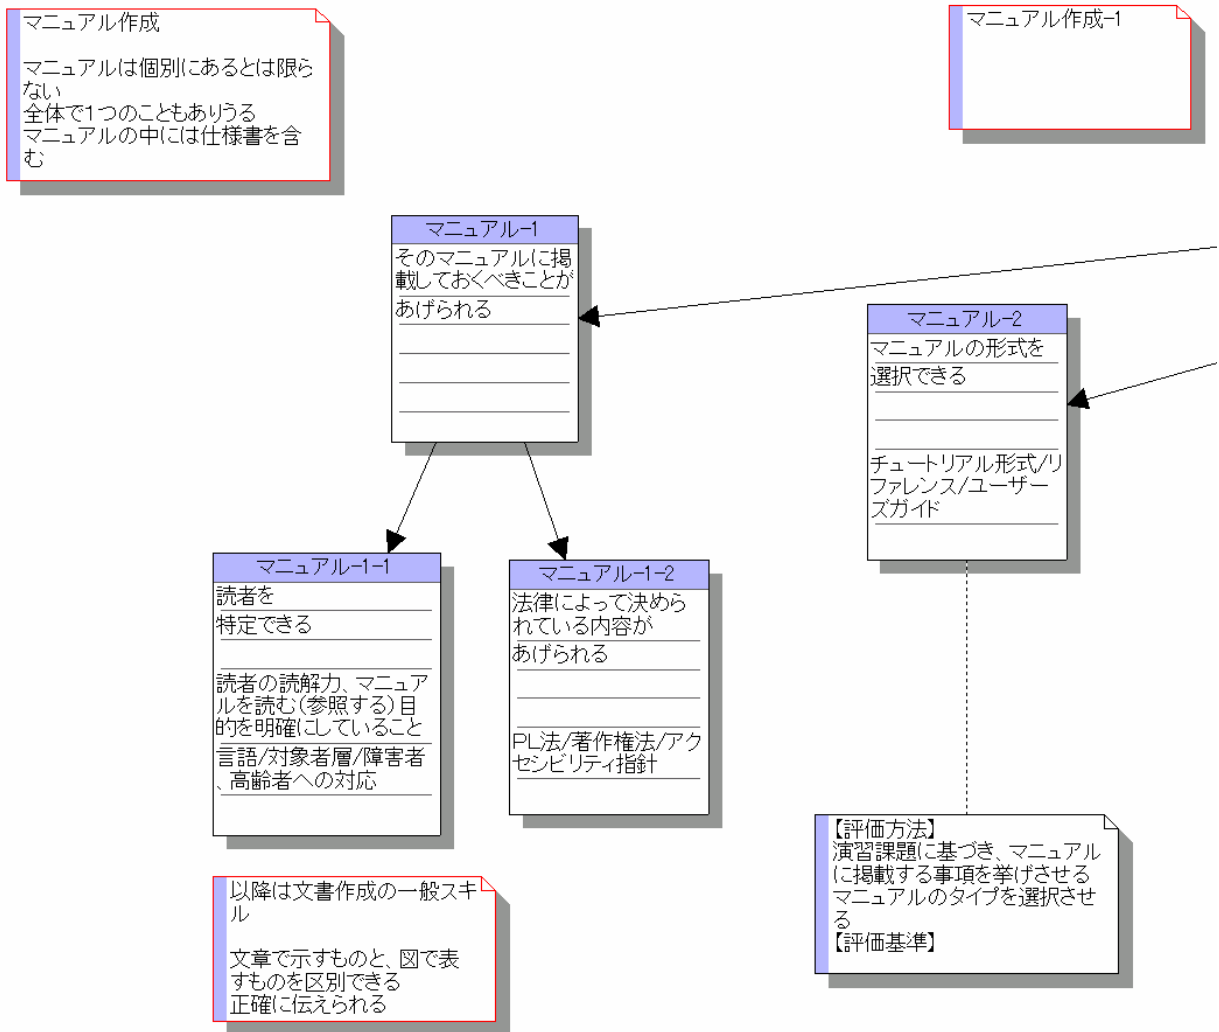 マニュアル作成
マニュアルは個別にあるとは限ら
ない
全体で1つのこともありうる
マニュアルの中には仕様書を含
む
マニュアル作成-1
マニュアル-1
そのマニュアルに掲
載しておくべきことが
あげられる
マニュアル-2
マニュアルの形式を
選択できる
チュートリアル形式/リ
ファレンス/ユーザー
ズガイド
マニュアル-1-1
読者を
特定できる
読者の読解力、マニュア
ルを読む(参照する)目
的を明確にしていること
言語/対象者層/障害者
、高齢者への対応
マニュアル-1-2
法律によって決めら
れている内容が
あげられる
PL法/著作権法/アク
セシビリティ指針
【評価方法】
演習課題に基づき、マニュアル
に掲載する事項を挙げさせる
マニュアルのタイプを選択させ
る
【評価基準】
以降は文書作成の一般スキ
ル
文章で示すものと、図で表
すものを区別できる
正確に伝えられる